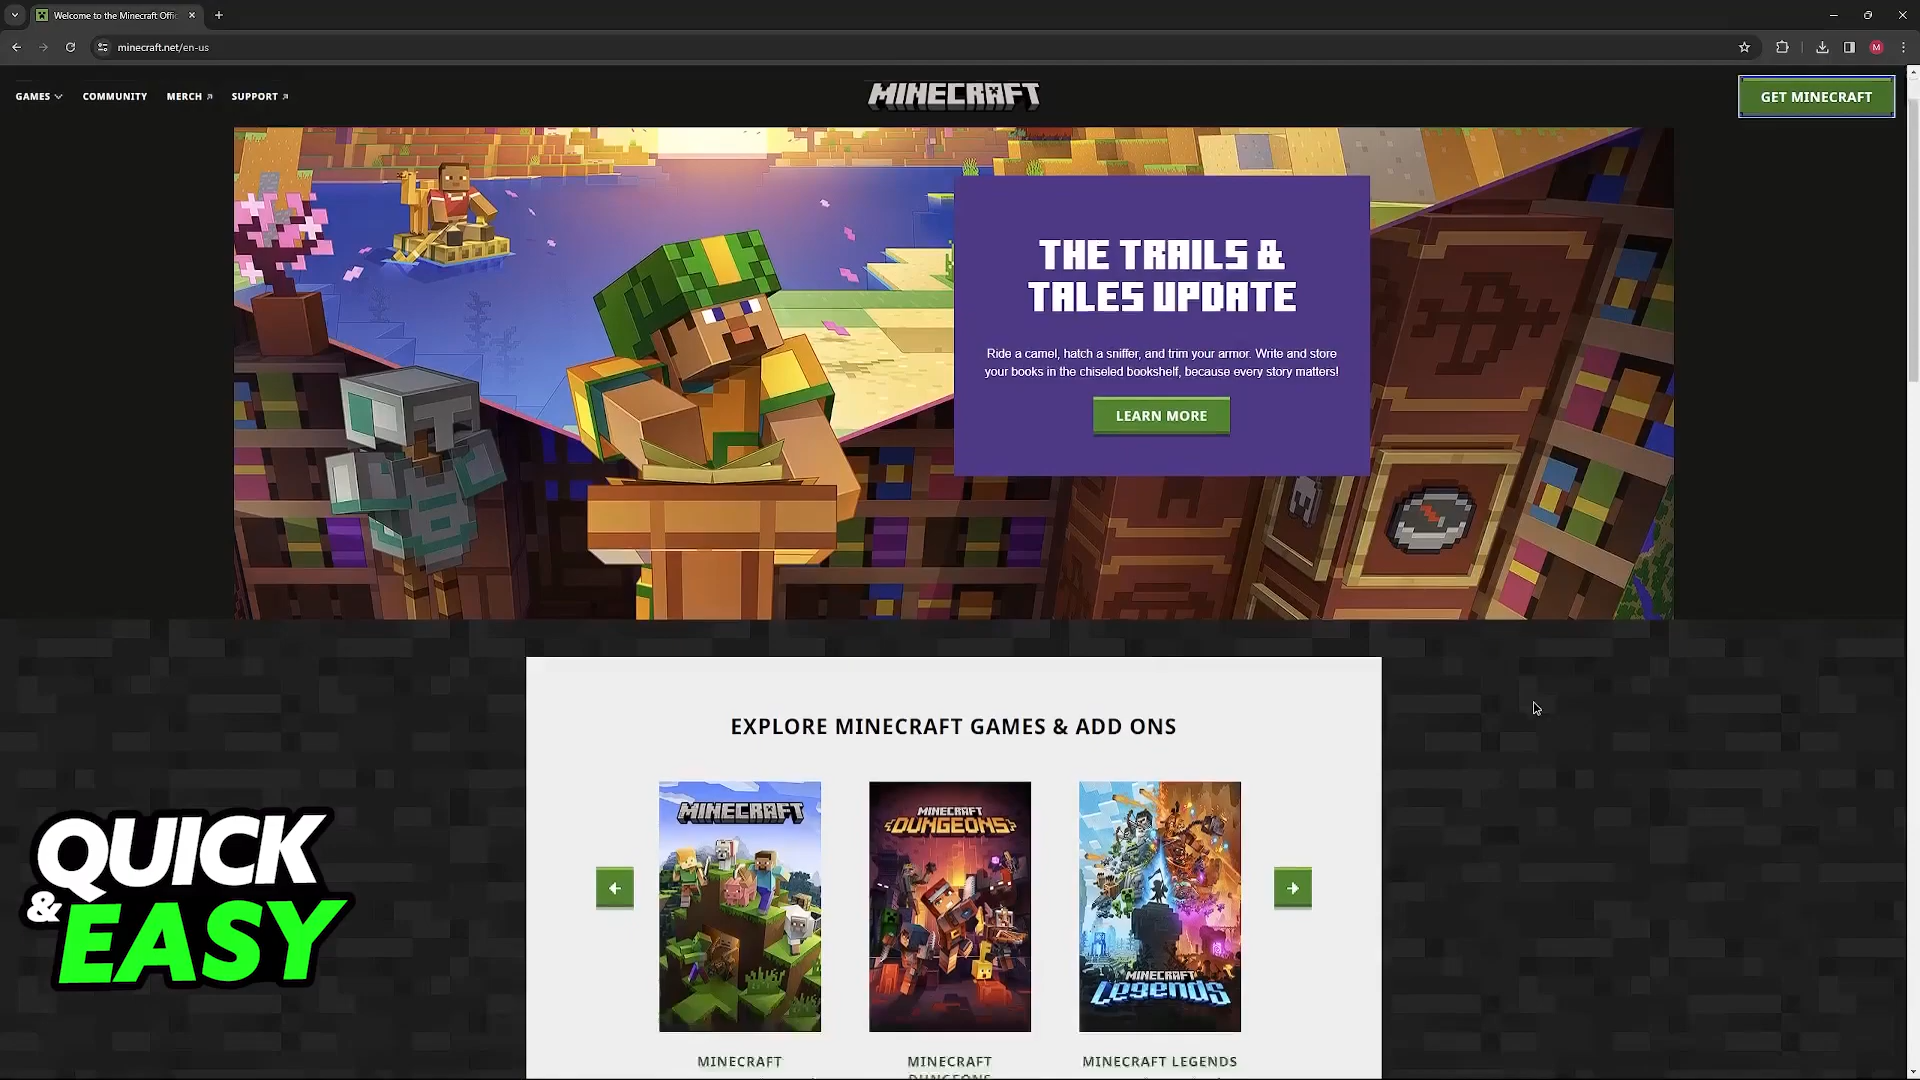 Welcome to the Minecraft Offic
minecraft.net/en-us
M
GAMES
COMMUNITY
MERCH
SUPPORT
MINECRAFT
GET MINECRAFT
THE TRAILS &
TALES UPDATE
Ride a camel, hatch a sniffer, and trim your armor. Write and store
your books in the chiseled bookshelf, because every story matters!
LEARN MORE
EXPLORE MINECRAFT GAMES & ADD ONS
MINECRAFT
MINECRAFT
DUNGEONS
MINECRAFT
Legends
MINECRAFT
MINECRAFT
DUNGEONS
MINECRAFT LEGENDS
QUICK
& EASY